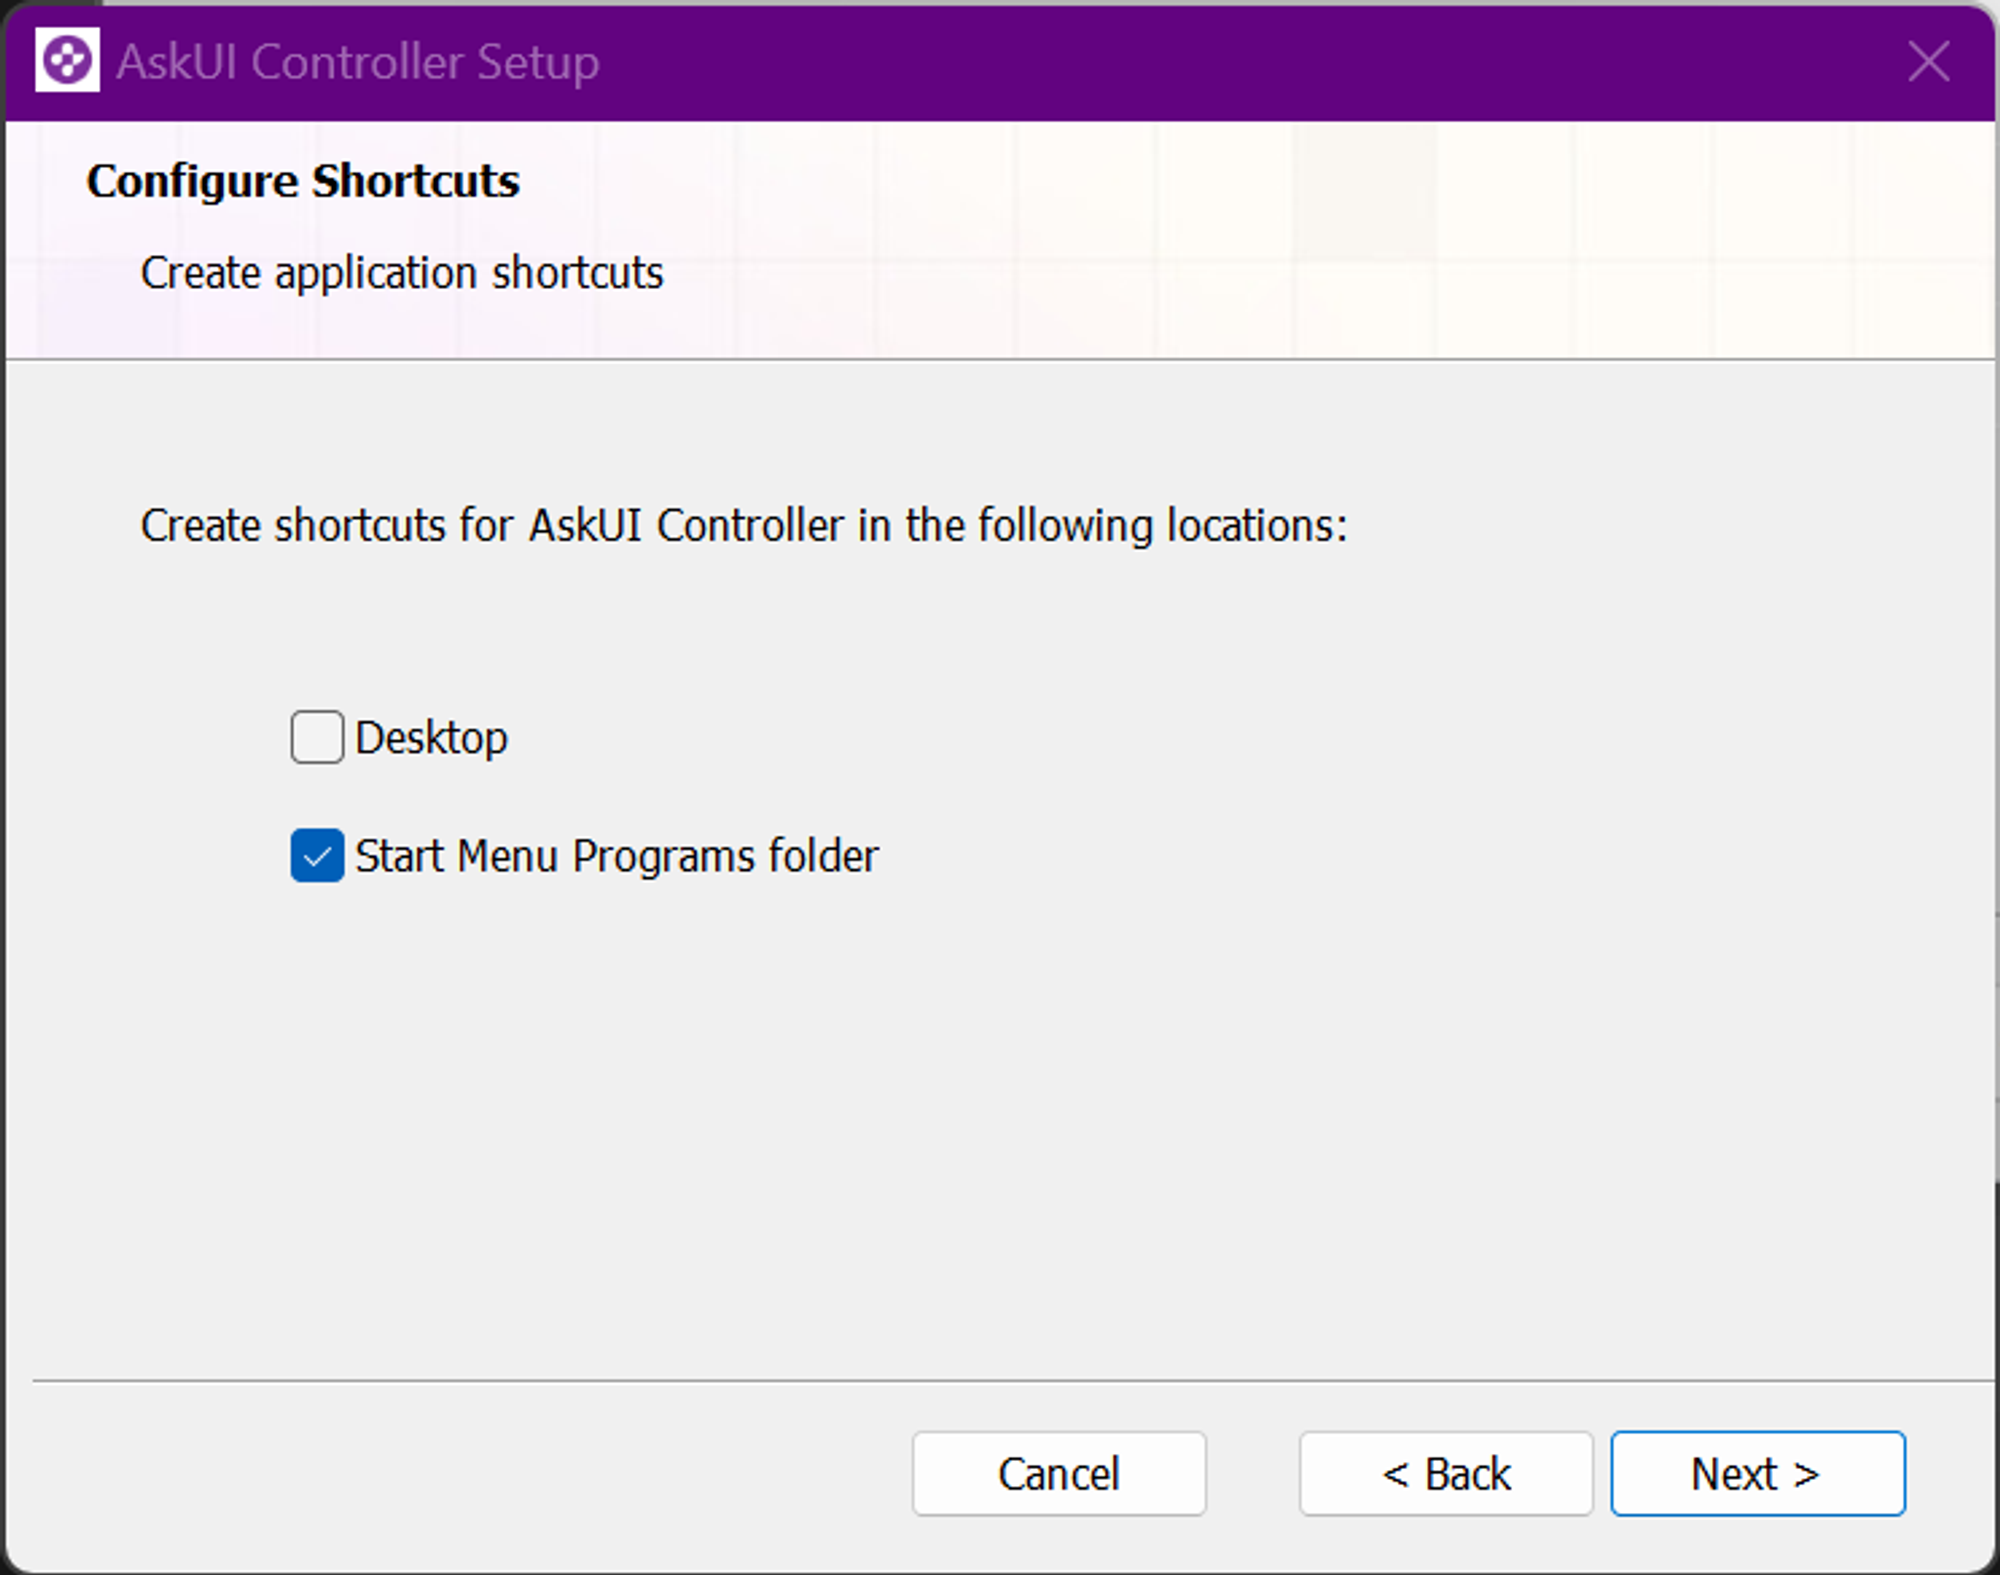 AskUI Controller Setup
Configure Shortcuts
Create application shortcuts
Create shortcuts for AskUI Controller in the following locations:
Desktop
Start Menu Programs folder
Cancel
< Back
Next >